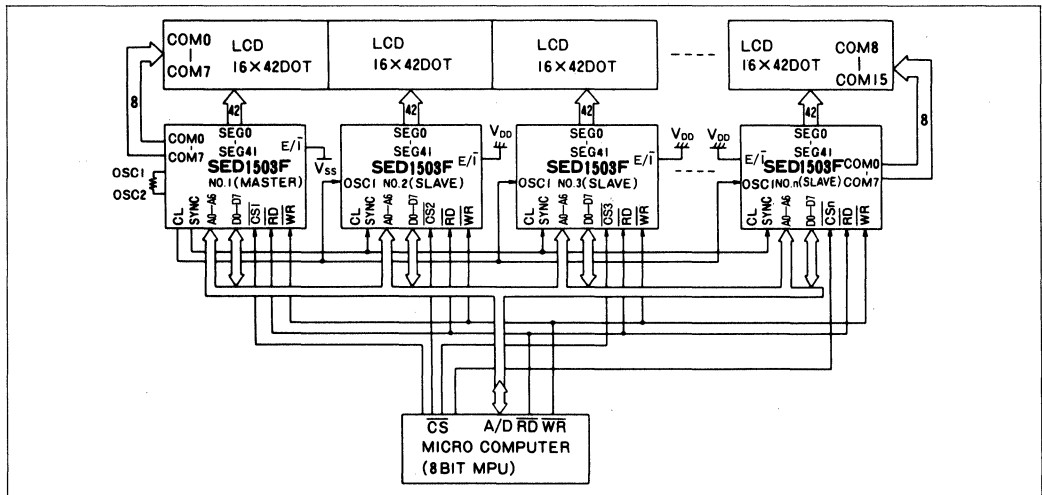 COM0
|
COM7
LCD
16×42DOT
LCD
16×42DOT
LCD
16×42DOT
LCD
16×42DOT
COM8
|
COM15
8
42
42
42
42
8
COM0
|
COM7
SEG0
-
SEG41
E/I
SED1503F
NO.1(MASTER)
OSC1
OSC2
VSS
CL
SYNC
A0-A6
D0-D7
CS1
RD
WR
SEG0
-
SEG41
E/I
VDD
SED1503F
OSC1
NO.2(SLAVE)
CL
SYNC
A0-A6
D0-D7
CS2
RD
WR
SEG0
-
SEG41
E/I
VDD
SED1503F
OSC1
NO.3(SLAVE)
CL
SYNC
A0-A6
D0-D7
CS3
RD
WR
VDD
E/I
SEG0
-
SEG41
SED1503F
COM0
|
COM7
OSC1
NO.n(SLAVE)
CL
SYNC
A0-A6
D0-D7
CSn
RD
WR
CS A/D RD WR
MICRO COMPUTER
(8BIT MPU)